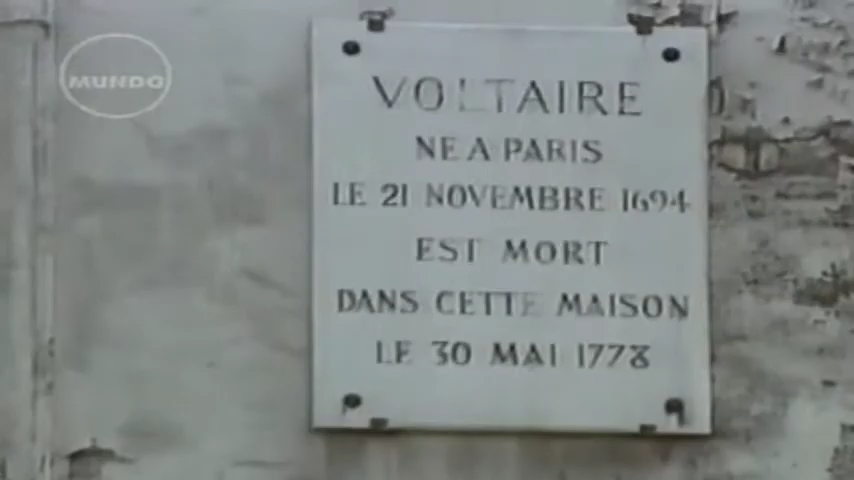 MUNDO
VOLTAIRE
NE A PARIS
LE 21 NOVEMBRE 1694
EST MORT
DANS CETTE MAISON
LE 30 MAI 1778